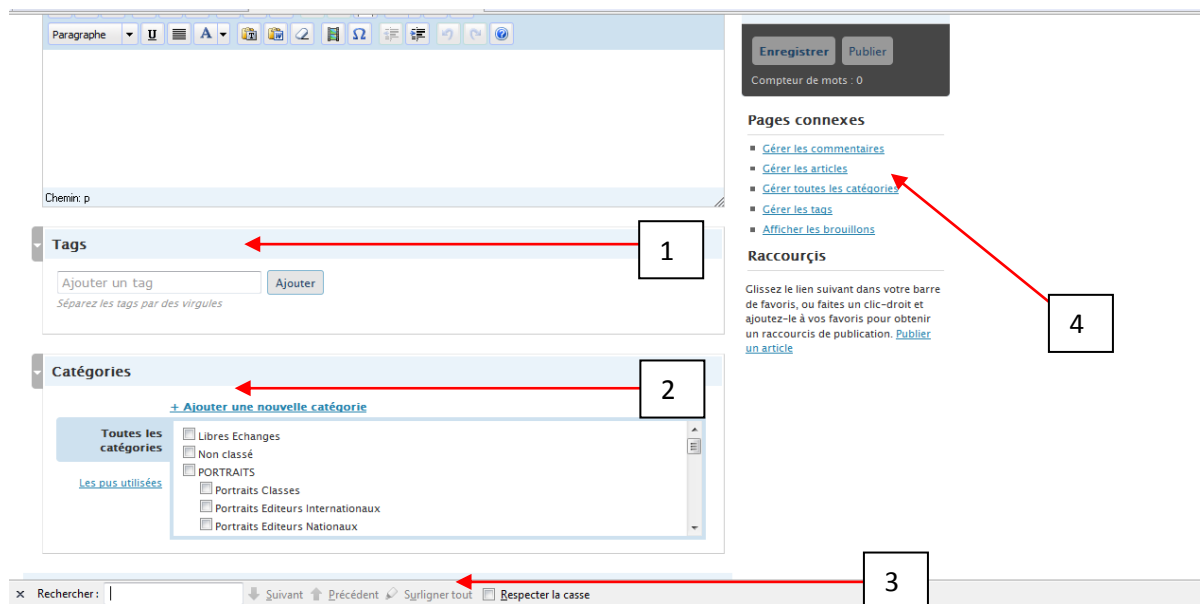 Paragraphe U A T W Ω
Chemin: p
Tags
1
Ajouter un tag Ajouter
Séparez les tags par des virgules
Catégories
2
+ Ajouter une nouvelle catégorie
Toutes les catégories
Les pus utilisées
Libres Echanges
Non classé
PORTRAITS
Portraits Classes
Portraits Editeurs Internationaux
Portraits Editeurs Nationaux
Enregistrer Publier
Compteur de mots : 0
Pages connexes
Gérer les commentaires
Gérer les articles
Gérer toutes les catégories
Gérer les tags
Afficher les brouillons
4
Raccourçis
Glissez le lien suivant dans votre barre
de favoris, ou faites un clic-droit et
ajoutez-le à vos favoris pour obtenir
un raccourcis de publication. Publier
un article
3
× Rechercher : Suivant Précédent Surligner tout Respecter la casse